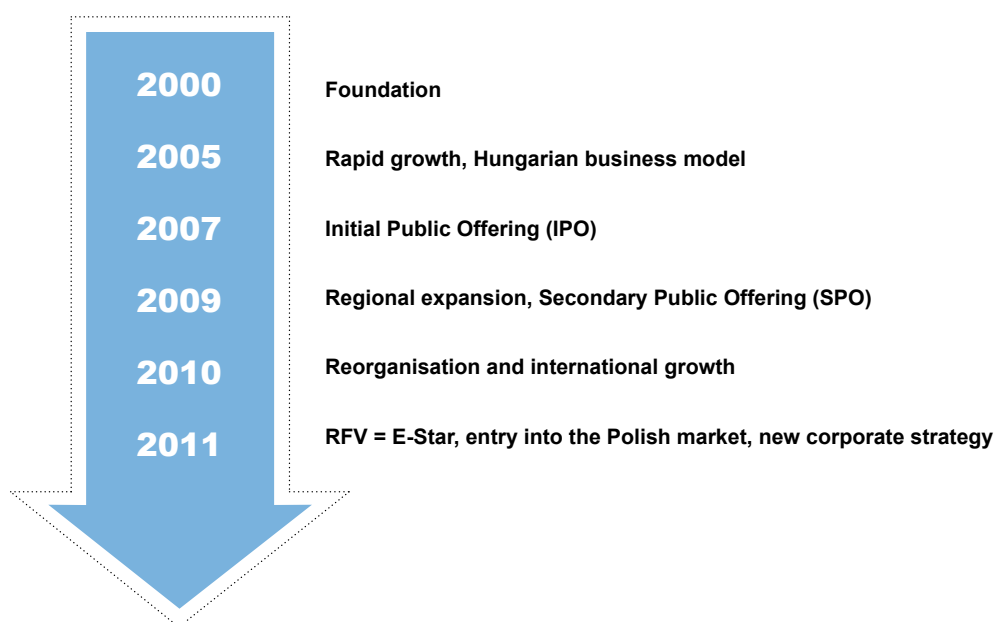 2000 Foundation
2005 Rapid growth, Hungarian business model
2007 Initial Public Offering (IPO)
2009 Regional expansion, Secondary Public Offering (SPO)
2010 Reorganisation and international growth
2011 RFV = E-Star, entry into the Polish market, new corporate strategy